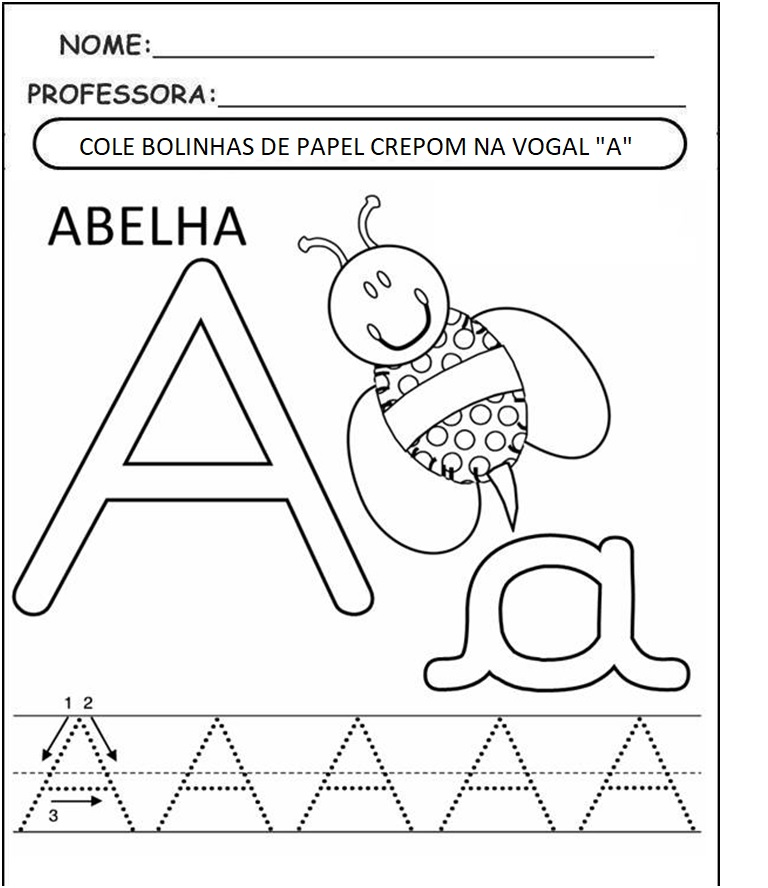 NOME:
PROFESSORA:
COLE BOLINHAS DE PAPEL CREPOM NA VOGAL "A"
ABELHA
A
a
1 2
3
A A A A A